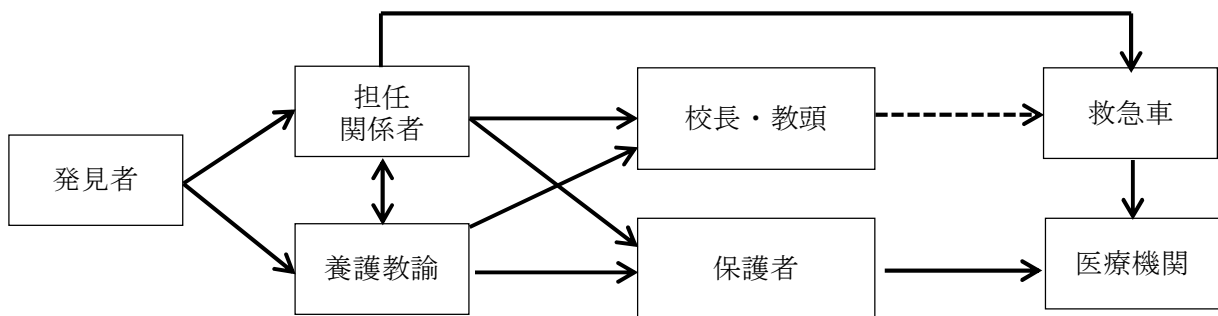 発見者
担任
関係者
養護教諭
校長・教頭
保護者
救急車
医療機関